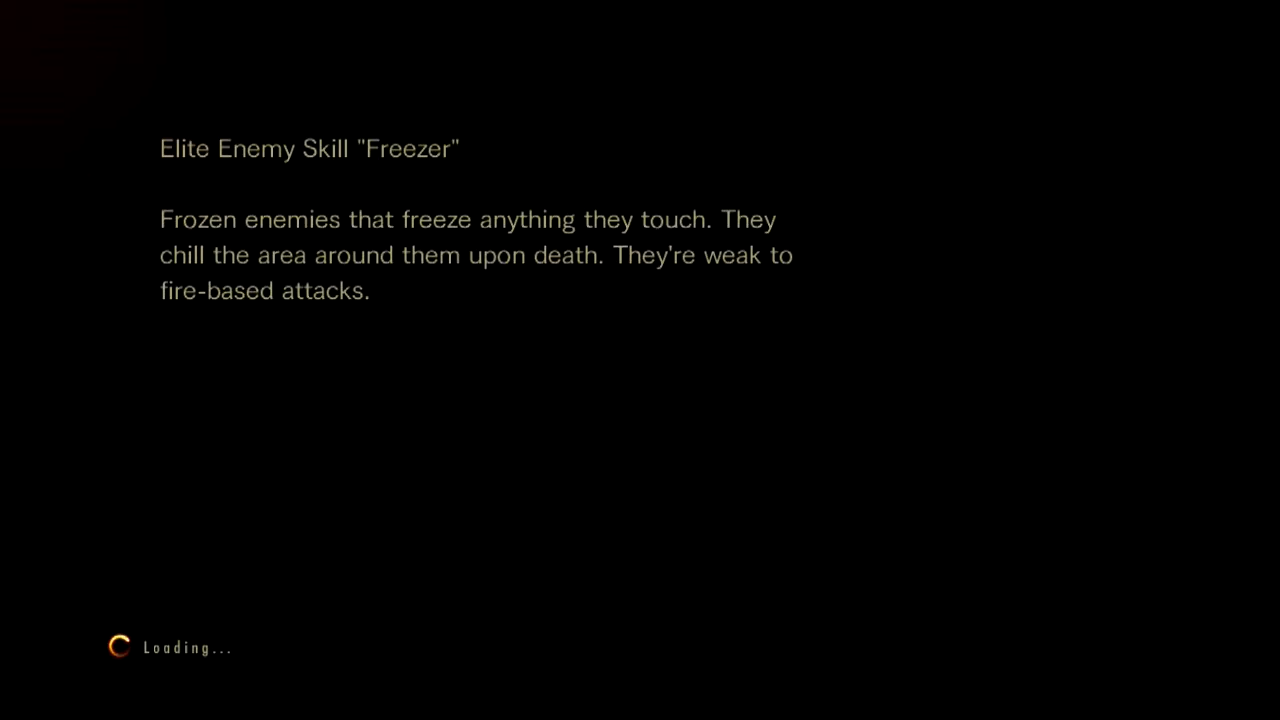 Elite Enemy Skill "Freezer"
Frozen enemies that freeze anything they touch. They
chill the area around them upon death. They're weak to
fire-based attacks.
Loading...